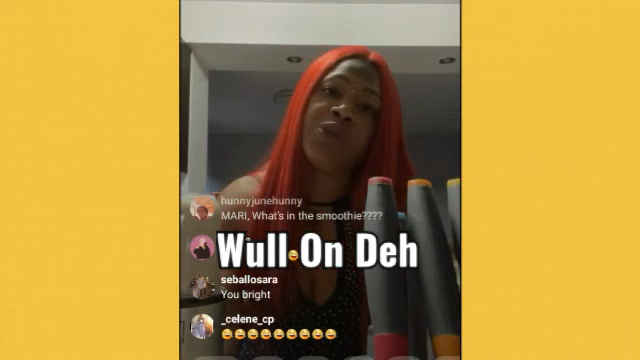 hunnyjunehunny
MARI, What's in the smoothie????
Wull On Deh
seballosara
You bright
_celene_cp
😂😂😂😂😂😂😂😂😂